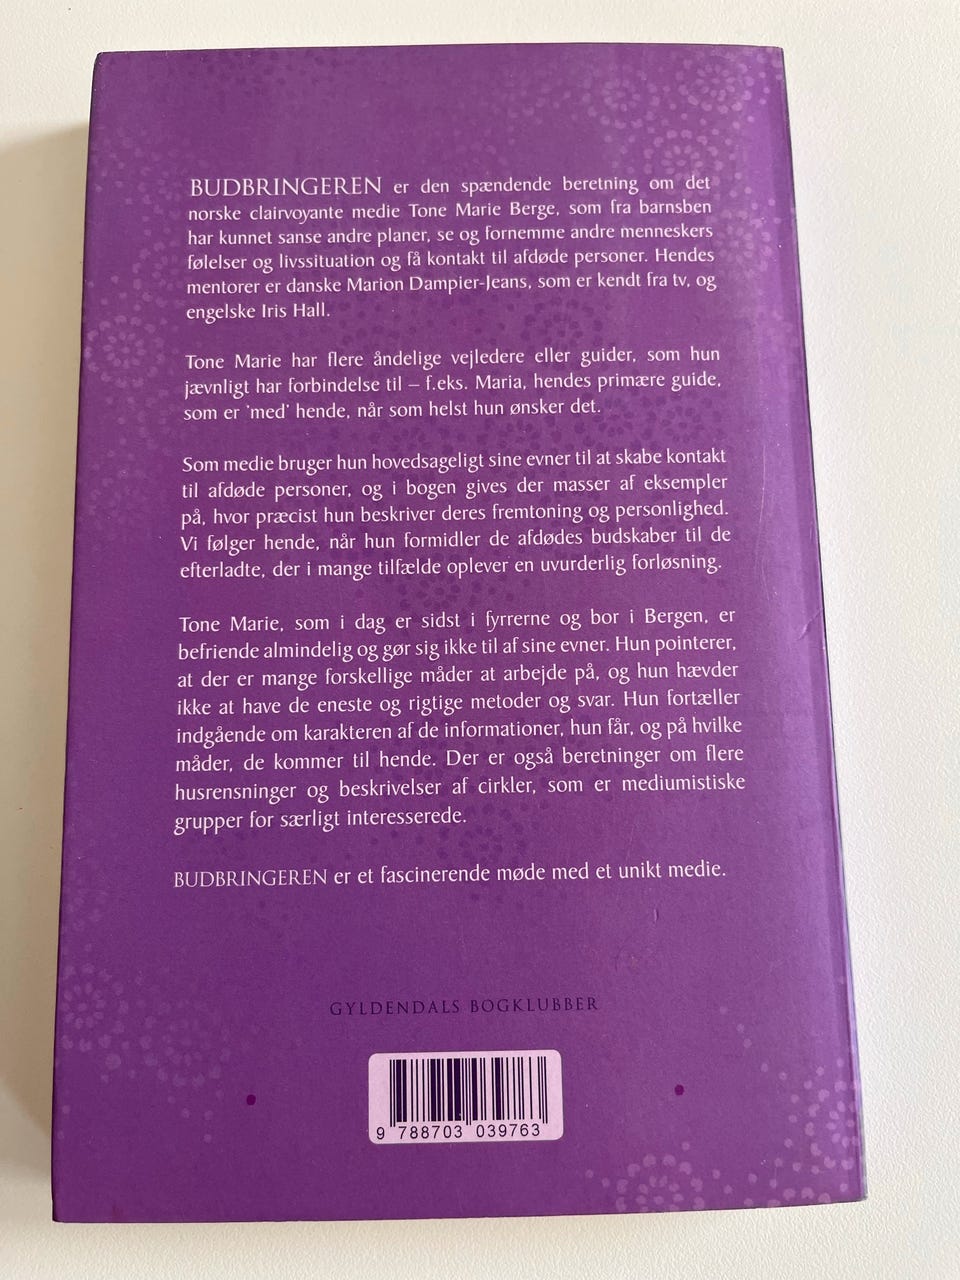 BUDBRINGEREN er den spændende beretning om det
norske clairvoyante medie Tone Marie Berge, som fra barnsben
har kunnet sanse andre planer, se og fornemme andre menneskers
følelser og livssituation og få kontakt til afdøde personer. Hendes
mentorer er danske Marion Dampier-Jeans, som er kendt fra tv, og
engelske Iris Hall.
Tone Marie har flere åndelige vejledere eller guider, som hun
jævnligt har forbindelse til – f.eks. Maria, hendes primære guide,
som er 'med' hende, når som helst hun ønsker det.
Som medie bruger hun hovedsageligt sine evner til at skabe kontakt
til afdøde personer, og i bogen gives der masser af eksempler
på, hvor præcist hun beskriver deres fremtoning og personlighed.
Vi følger hende, når hun formidler de afdødes budskaber til de
efterladte, der i mange tilfælde oplever en uvurderlig forløsning.
Tone Marie, som i dag er sidst i fyrrerne og bor i Bergen, er
befriende almindelig og gør sig ikke til af sine evner. Hun pointerer,
at der er mange forskellige måder at arbejde på, og hun hævder
ikke at have de eneste og rigtige metoder og svar. Hun fortæller
indgående om karakteren af de informationer, hun får, og på hvilke
måder, de kommer til hende. Der er også beretninger om flere
husrensninger og beskrivelser af cirkler, som er mediumistiske
grupper for særligt interesserede.
BUDBRINGEREN er et fascinerende møde med et unikt medie.
GYLDENDALS BOGKLUBBER
9 788703 039763